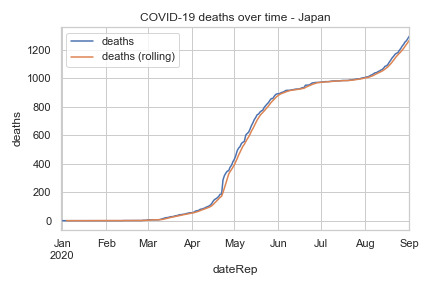 COVID-19 deaths over time - Japan
deaths
deaths (rolling)
1200
1000
800
600
400
200
0
deaths
Jan Feb Mar Apr May Jun Jul Aug Sep
2020
dateRep